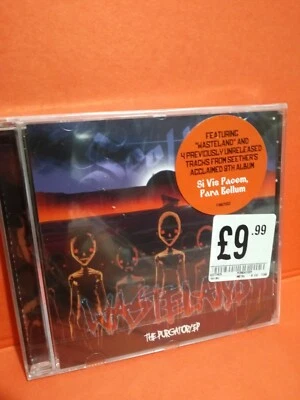 FEATURING
"WASTELAND" AND
4 PREVIOUSLY UNRELEASED
TRACKS FROM SEETHER'S
ACCLAIMED 8TH ALBUM
Si Vis Pacem,
Para Bellum
£9.99
WASTELAND
THE PURGATORY EP